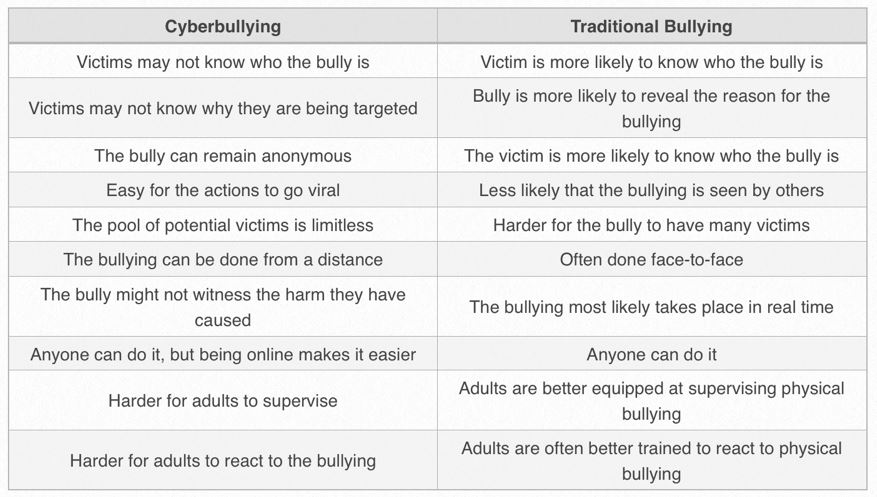 Cyberbullying
Traditional Bullying
Victims may not know who the bully is
Victim is more likely to know who the bully is
Victims may not know why they are being targeted
Bully is more likely to reveal the reason for the
bullying
The bully can remain anonymous
The victim is more likely to know who the bully is
Easy for the actions to go viral
Less likely that the bullying is seen by others
The pool of potential victims is limitless
Harder for the bully to have many victims
The bullying can be done from a distance
Often done face-to-face
The bully might not witness the harm they have
caused
The bullying most likely takes place in real time
Anyone can do it, but being online makes it easier
Anyone can do it
Harder for adults to supervise
Adults are better equipped at supervising physical
bullying
Harder for adults to react to the bullying
Adults are often better trained to react to physical
bullying